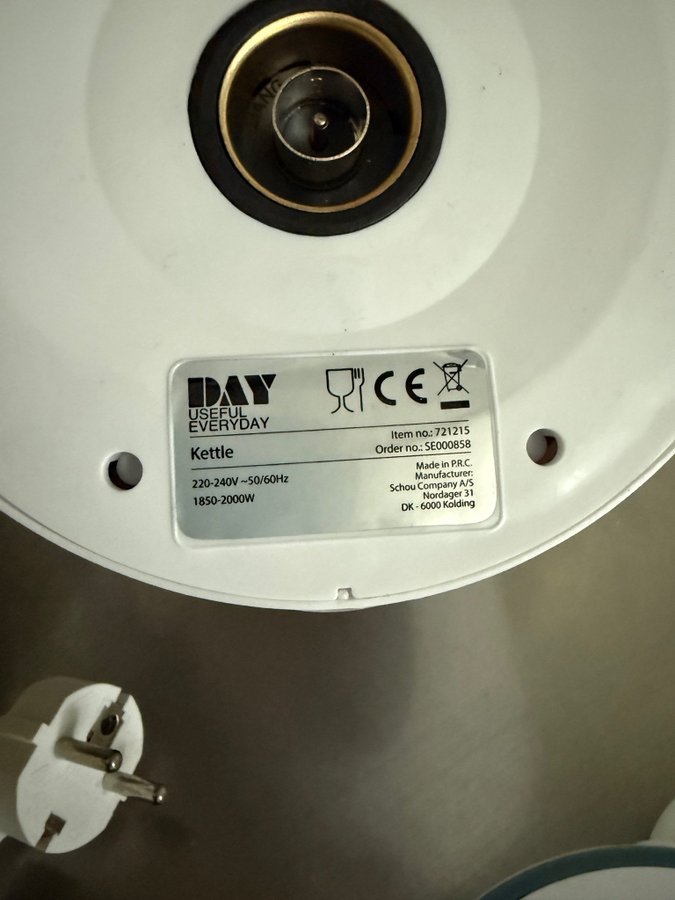 DAY
USEFUL
EVERYDAY
CE
Kettle
Item no.: 721215
Order no.: SE000858
220-240V ~50/60Hz
1850-2000W
Made in P.R.C.
Manufacturer:
Schou Company A/S
Nordager 31
DK - 6000 Kolding